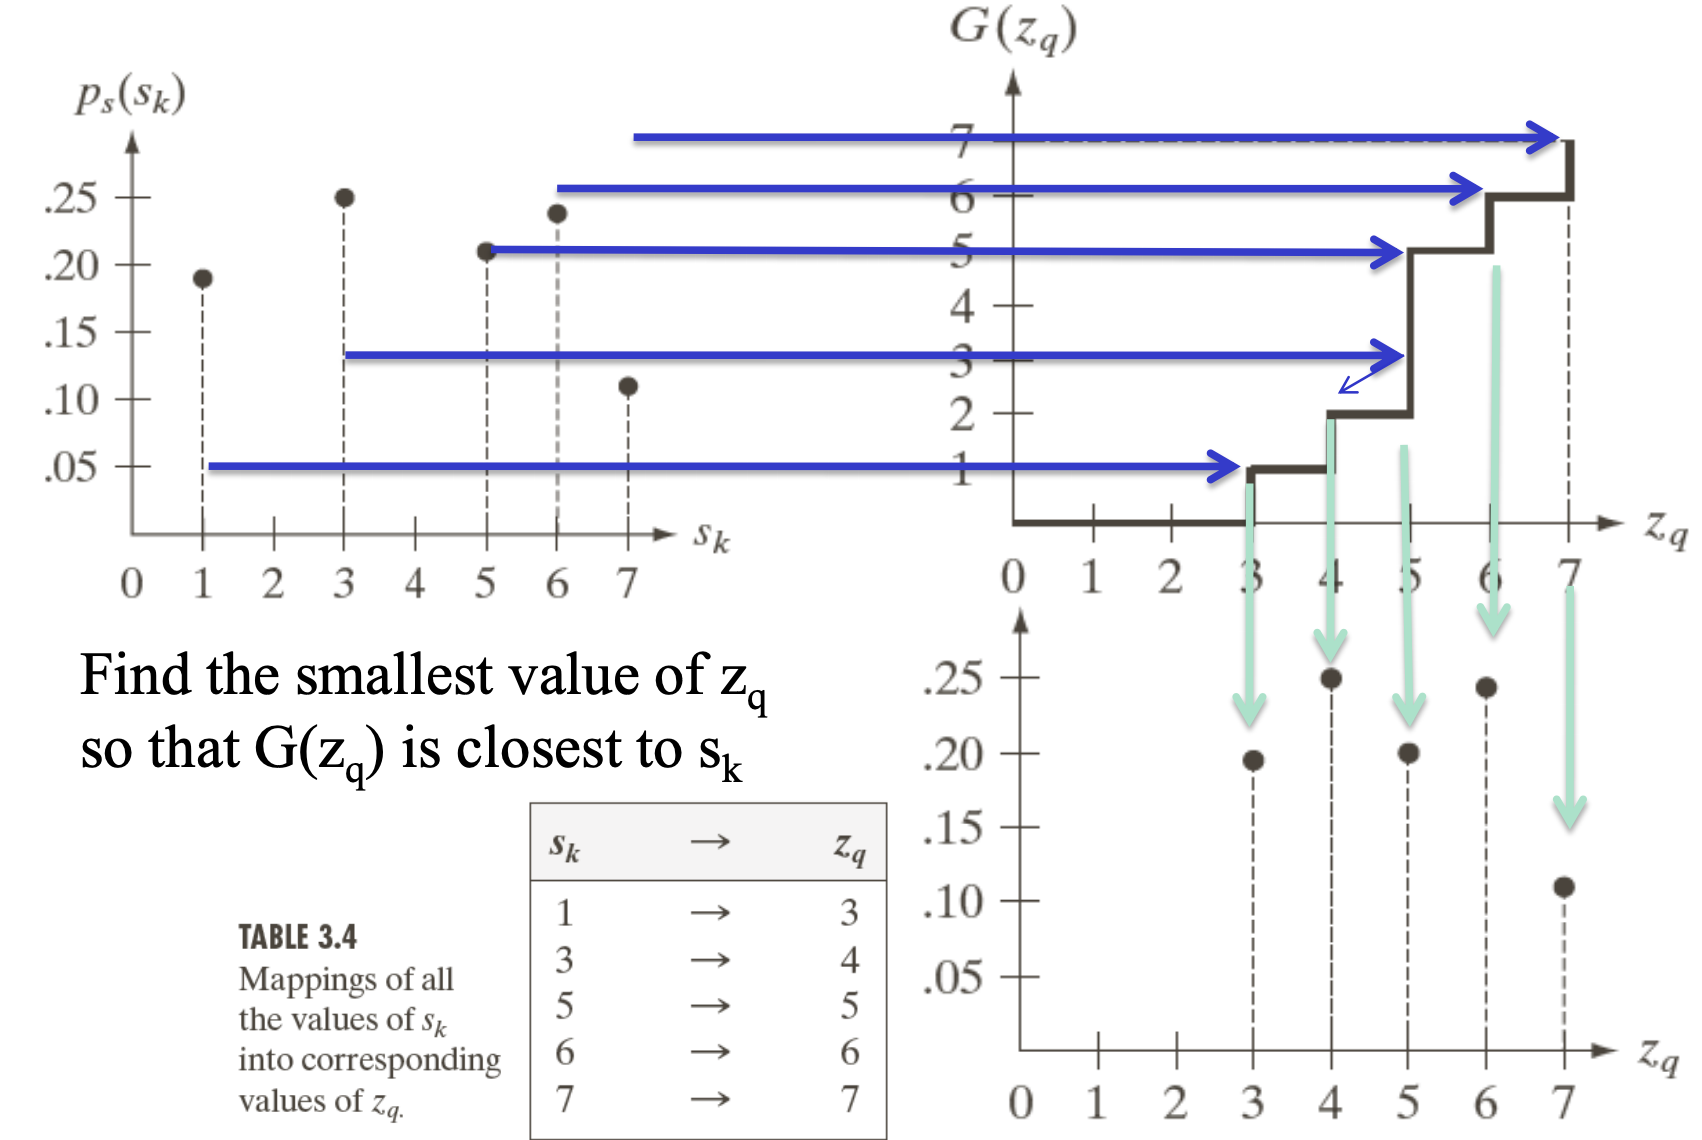 p_s(s_k)
.25
.20
.15
.10
.05
0 1 2 3 4 5 6 7
s_k
G(z_q)
7
6
5
4
3
2
1
0 1 2 3 4 5 6 7
z_q
Find the smallest value of z_q
so that G(z_q) is closest to s_k
s_k → z_q
1 → 3
3 → 4
5 → 5
6 → 6
7 → 7
TABLE 3.4
Mappings of all
the values of s_k
into corresponding
values of z_q.
.25
.20
.15
.10
.05
0 1 2 3 4 5 6 7
z_q